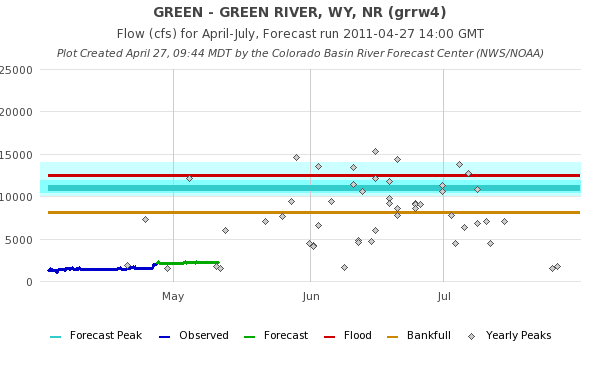 GREEN - GREEN RIVER, WY, NR (grrw4)
Flow (cfs) for April-July, Forecast run 2011-04-27 14:00 GMT
Plot Created April 27, 09:44 MDT by the Colorado Basin River Forecast Center (NWS/NOAA)
25000
20000
15000
10000
5000
0
May Jun Jul
Forecast Peak Observed Forecast Flood Bankfull Yearly Peaks